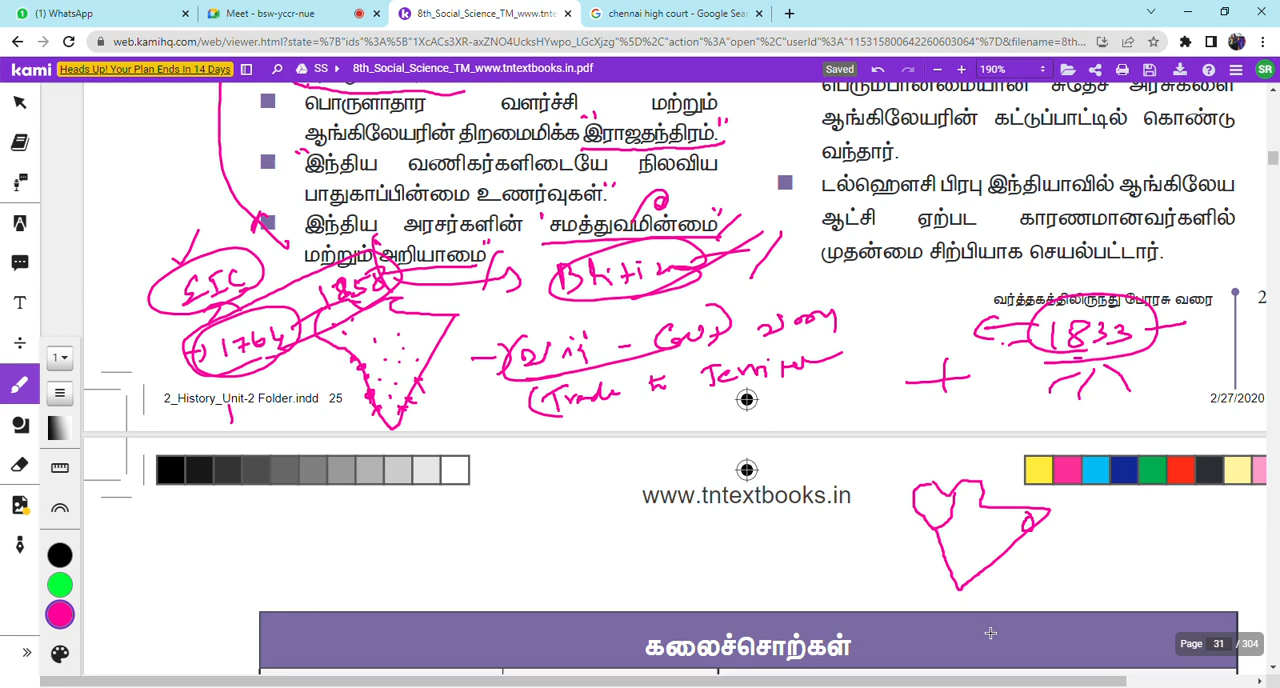 (1) WhatsApp
Meet - bsw-yccr-nue
8th_Social_Science_TM_www.tnte
chennai high court - Google Sear
web.kamihq.com/web/viewer.html?state=%7B"ids"%3A%5B"1XcACs3XR-axZNO4UcksHYwpo_LGcXjzg"%5D%2C"action"%3A"open"%2C"userId"%3A"115315800642260603064"%7D&filename=8th...
kami Heads Up! Your Plan Ends In 14 Days SS 8th_Social_Science_TM_www.tntextbooks.in.pdf Saved 190% SR
பொருளாதார வளர்ச்சி மற்றும்
ஆங்கிலேயரின் திறமைமிக்க "இராஜதந்திரம்."
"இந்திய வணிகர்களிடையே நிலவிய
பாதுகாப்பின்மை உணர்வுகள்."
இந்திய அரசர்களின் "சமத்துவமின்மை"
மற்றும் அறியாமை"
பெரும்பான்மையான சுதேச அரசுகளை
ஆங்கிலேயரின் கட்டுப்பாட்டில் கொண்டு
வந்தார்.
டல்ஹௌசி பிரபு இந்தியாவில் ஆங்கிலேய
ஆட்சி ஏற்பட காரணமானவர்களில்
முதன்மை சிற்பியாக செயல்பட்டார்.
EIC
1858
1764
(Trade to
1833
வர்த்தகத்திலிருந்து பேரரசு வரை 2
2_History_Unit-2 Folder.indd 25
2/27/2020
www.tntextbooks.in
கலைச்சொற்கள்
Page 31 / 304
1
T
A